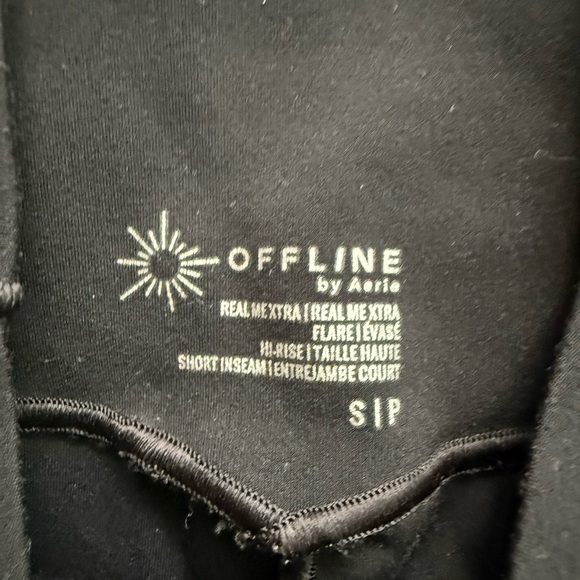 OFFLINE
by Aerie
REAL ME XTRA | REAL ME XTRA
FLARE | ÉVASÉ
HI-RISE | TAILLE HAUTE
SHORT INSEAM | ENTREJAMBE COURT
S | P